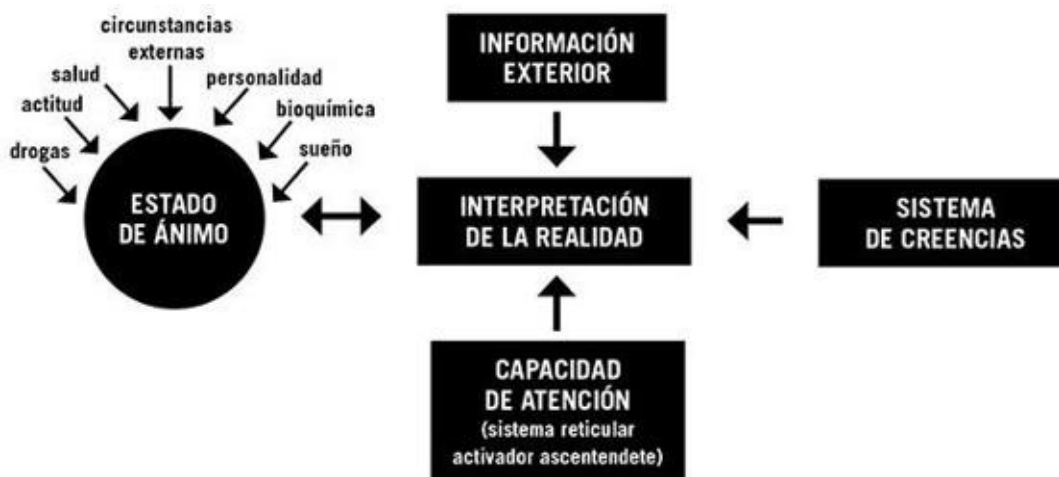 circunstancias
externas
salud
personalidad
actitud
bioquímica
drogas
sueño
ESTADO
DE ÁNIMO
INFORMACIÓN
EXTERIOR
INTERPRETACIÓN
DE LA REALIDAD
SISTEMA
DE CREENCIAS
CAPACIDAD
DE ATENCIÓN
(sistema reticular
activador ascentendete)